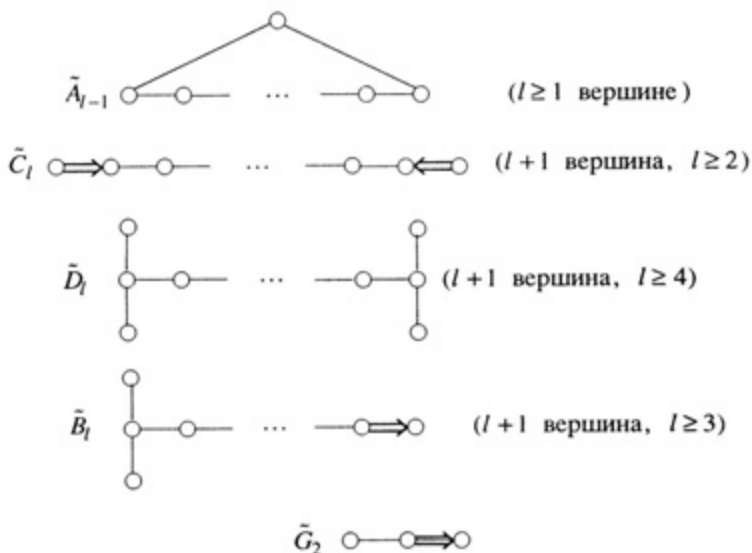 Ã_{l−1} ... (l ≥ 1 вершине)
C̃_l ... (l+1 вершина, l ≥ 2)
D̃_l ... (l+1 вершина, l ≥ 4)
B̃_l ... (l+1 вершина, l ≥ 3)
G̃_2